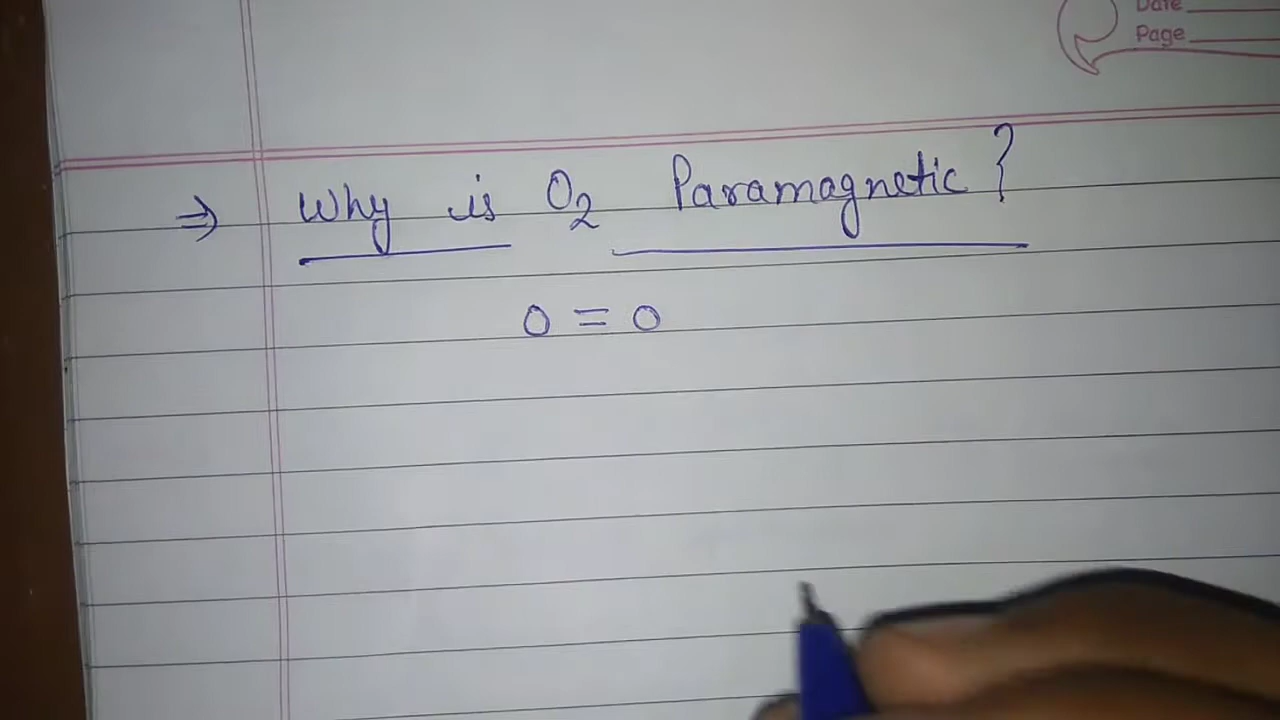 Date
Page
⇒ Why is O₂ Paramagnetic?
O = O